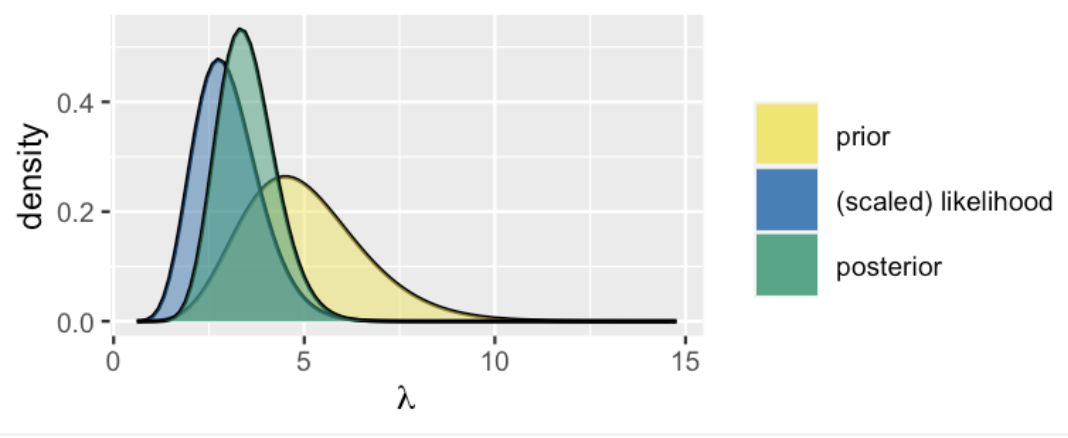 density
0.4
0.2
0.0
0 5 10 15
λ
prior
(scaled) likelihood
posterior